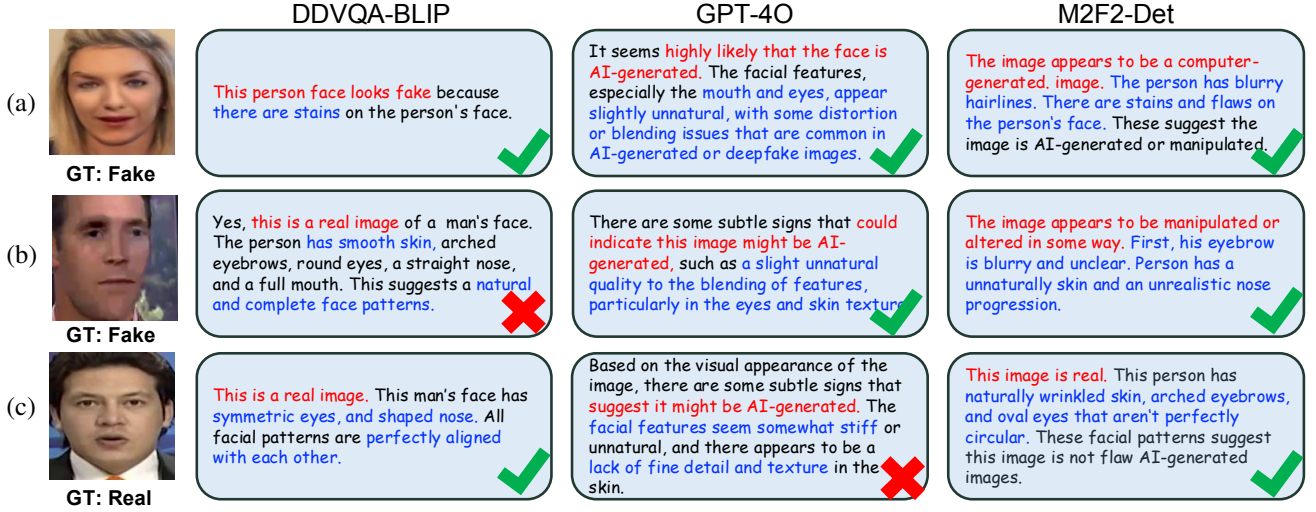 DDVQA-BLIP
GPT-4O
M2F2-Det
(a)
GT: Fake
This person face looks fake because
there are stains on the person's face.
It seems highly likely that the face is
AI-generated. The facial features,
especially the mouth and eyes, appear
slightly unnatural, with some distortion
or blending issues that are common in
AI-generated or deepfake images.
The image appears to be a computer-
generated. image. The person has blurry
hairlines. There are stains and flaws on
the person's face. These suggest the
image is AI-generated or manipulated.
(b)
GT: Fake
Yes, this is a real image of a man's face.
The person has smooth skin, arched
eyebrows, round eyes, a straight nose,
and a full mouth. This suggests a natural
and complete face patterns.
There are some subtle signs that could
indicate this image might be AI-
generated, such as a slight unnatural
quality to the blending of features,
particularly in the eyes and skin texture
The image appears to be manipulated or
altered in some way. First, his eyebrow
is blurry and unclear. Person has a
unnaturally skin and an unrealistic nose
progression.
(c)
GT: Real
This is a real image. This man's face has
symmetric eyes, and shaped nose. All
facial patterns are perfectly aligned
with each other.
Based on the visual appearance of the
image, there are some subtle signs that
suggest it might be AI-generated. The
facial features seem somewhat stiff or
unnatural, and there appears to be a
lack of fine detail and texture in the
skin.
This image is real. This person has
naturally wrinkled skin, arched eyebrows,
and oval eyes that aren't perfectly
circular. These facial patterns suggest
this image is not flaw AI-generated
images.